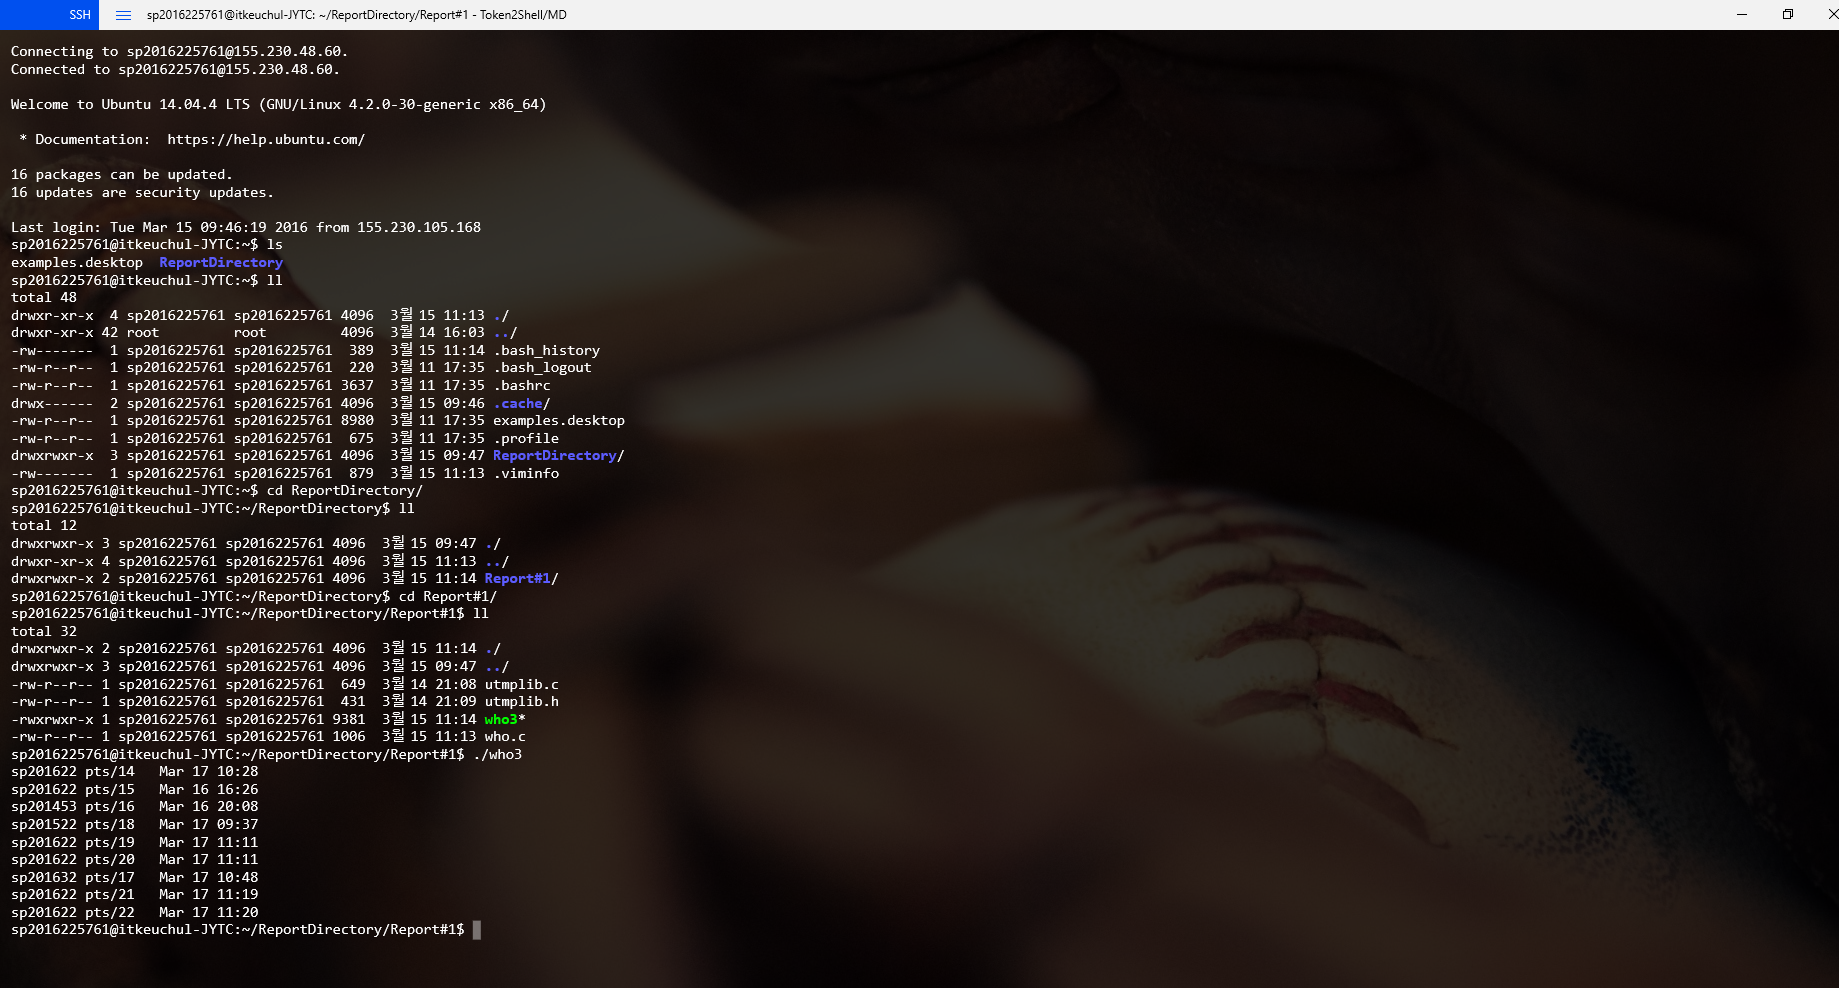 SSH sp2016225761@itkeuchul-JYTC: ~/ReportDirectory/Report#1 - Token2Shell/MD
Connecting to sp2016225761@155.230.48.60.
Connected to sp2016225761@155.230.48.60.
Welcome to Ubuntu 14.04.4 LTS (GNU/Linux 4.2.0-30-generic x86_64)
 * Documentation:  https://help.ubuntu.com/
16 packages can be updated.
16 updates are security updates.
Last login: Tue Mar 15 09:46:19 2016 from 155.230.105.168
sp2016225761@itkeuchul-JYTC:~$ ls
examples.desktop  ReportDirectory
sp2016225761@itkeuchul-JYTC:~$ ll
total 48
drwxr-xr-x  4 sp2016225761 sp2016225761 4096  3월 15 11:13 ./
drwxr-xr-x 42 root         root         4096  3월 14 16:03 ../
-rw-------  1 sp2016225761 sp2016225761  389  3월 15 11:14 .bash_history
-rw-r--r--  1 sp2016225761 sp2016225761  220  3월 11 17:35 .bash_logout
-rw-r--r--  1 sp2016225761 sp2016225761 3637  3월 11 17:35 .bashrc
drwx------  2 sp2016225761 sp2016225761 4096  3월 15 09:46 .cache/
-rw-r--r--  1 sp2016225761 sp2016225761 8980  3월 11 17:35 examples.desktop
-rw-r--r--  1 sp2016225761 sp2016225761  675  3월 11 17:35 .profile
drwxrwxr-x  3 sp2016225761 sp2016225761 4096  3월 15 09:47 ReportDirectory/
-rw-------  1 sp2016225761 sp2016225761  879  3월 15 11:13 .viminfo
sp2016225761@itkeuchul-JYTC:~$ cd ReportDirectory/
sp2016225761@itkeuchul-JYTC:~/ReportDirectory$ ll
total 12
drwxrwxr-x 3 sp2016225761 sp2016225761 4096  3월 15 09:47 ./
drwxr-xr-x 4 sp2016225761 sp2016225761 4096  3월 15 11:13 ../
drwxrwxr-x 2 sp2016225761 sp2016225761 4096  3월 15 11:14 Report#1/
sp2016225761@itkeuchul-JYTC:~/ReportDirectory$ cd Report#1/
sp2016225761@itkeuchul-JYTC:~/ReportDirectory/Report#1$ ll
total 32
drwxrwxr-x 2 sp2016225761 sp2016225761 4096  3월 15 11:14 ./
drwxrwxr-x 3 sp2016225761 sp2016225761 4096  3월 15 09:47 ../
-rw-r--r-- 1 sp2016225761 sp2016225761  649  3월 14 21:08 utmplib.c
-rw-r--r-- 1 sp2016225761 sp2016225761  431  3월 14 21:09 utmplib.h
-rwxrwxr-x 1 sp2016225761 sp2016225761 9381  3월 15 11:14 who3*
-rw-r--r-- 1 sp2016225761 sp2016225761 1006  3월 15 11:13 who.c
sp2016225761@itkeuchul-JYTC:~/ReportDirectory/Report#1$ ./who3
sp201622 pts/14   Mar 17 10:28
sp201622 pts/15   Mar 16 16:26
sp201453 pts/16   Mar 16 20:08
sp201522 pts/18   Mar 17 09:37
sp201622 pts/19   Mar 17 11:11
sp201622 pts/20   Mar 17 11:11
sp201632 pts/17   Mar 17 10:48
sp201622 pts/21   Mar 17 11:19
sp201622 pts/22   Mar 17 11:20
sp2016225761@itkeuchul-JYTC:~/ReportDirectory/Report#1$